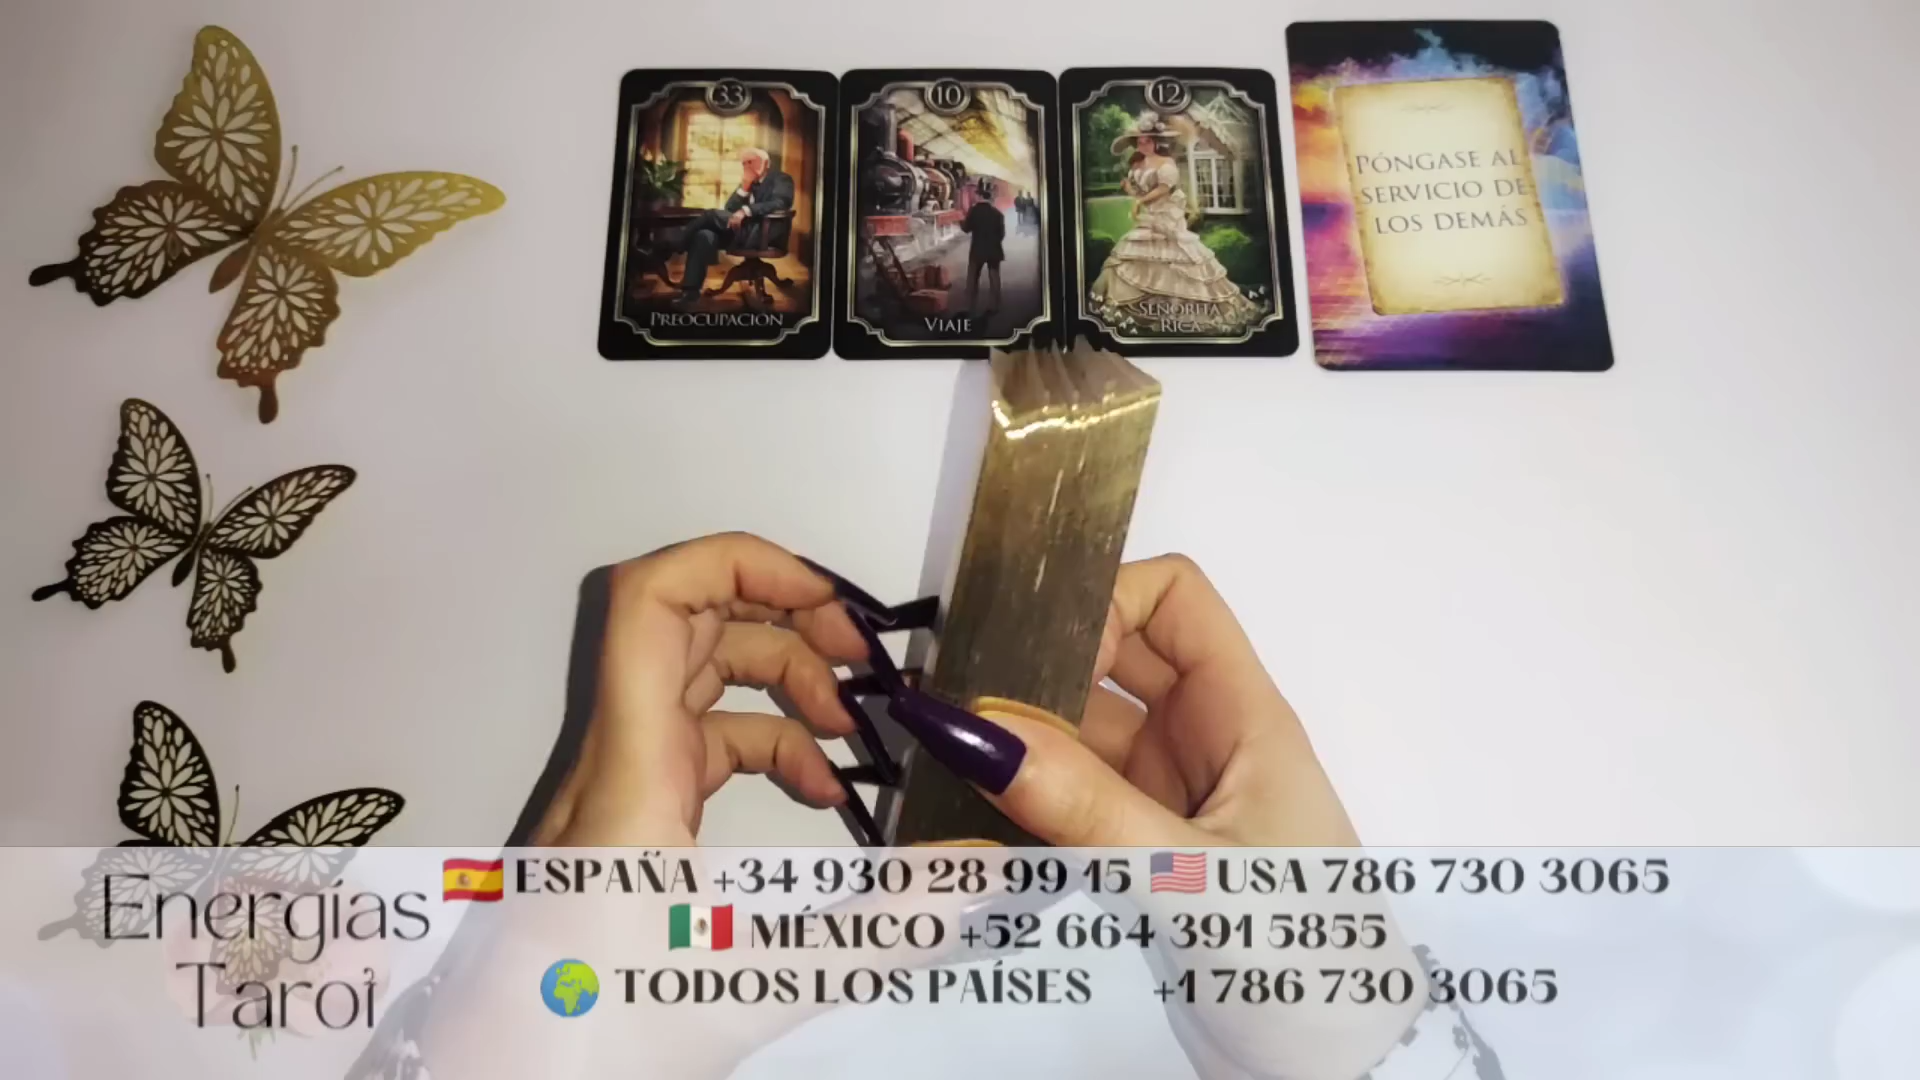 33
PREOCUPACIÓN
10
VIAJE
12
SEÑORITA
RICA
PÓNGASE AL
SERVICIO DE
LOS DEMÁS
Energías
Tarot
ESPAÑA +34 930 28 99 15 USA 786 730 3065
MÉXICO +52 664 391 5855
TODOS LOS PAÍSES +1 786 730 3065